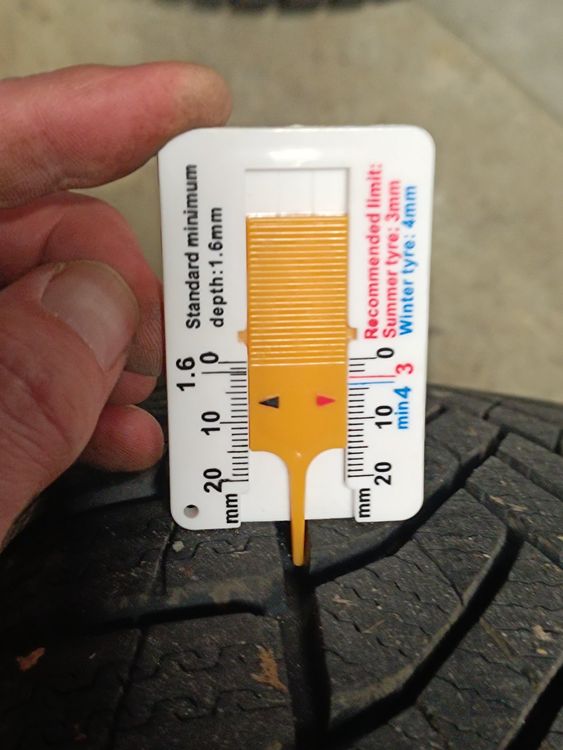 Standard minimum
depth:1.6mm
Recommended limit:
Summer tyre: 3mm
Winter tyre: 4mm
1.6
0
10
20
mm
0
3
10
min4
20
mm